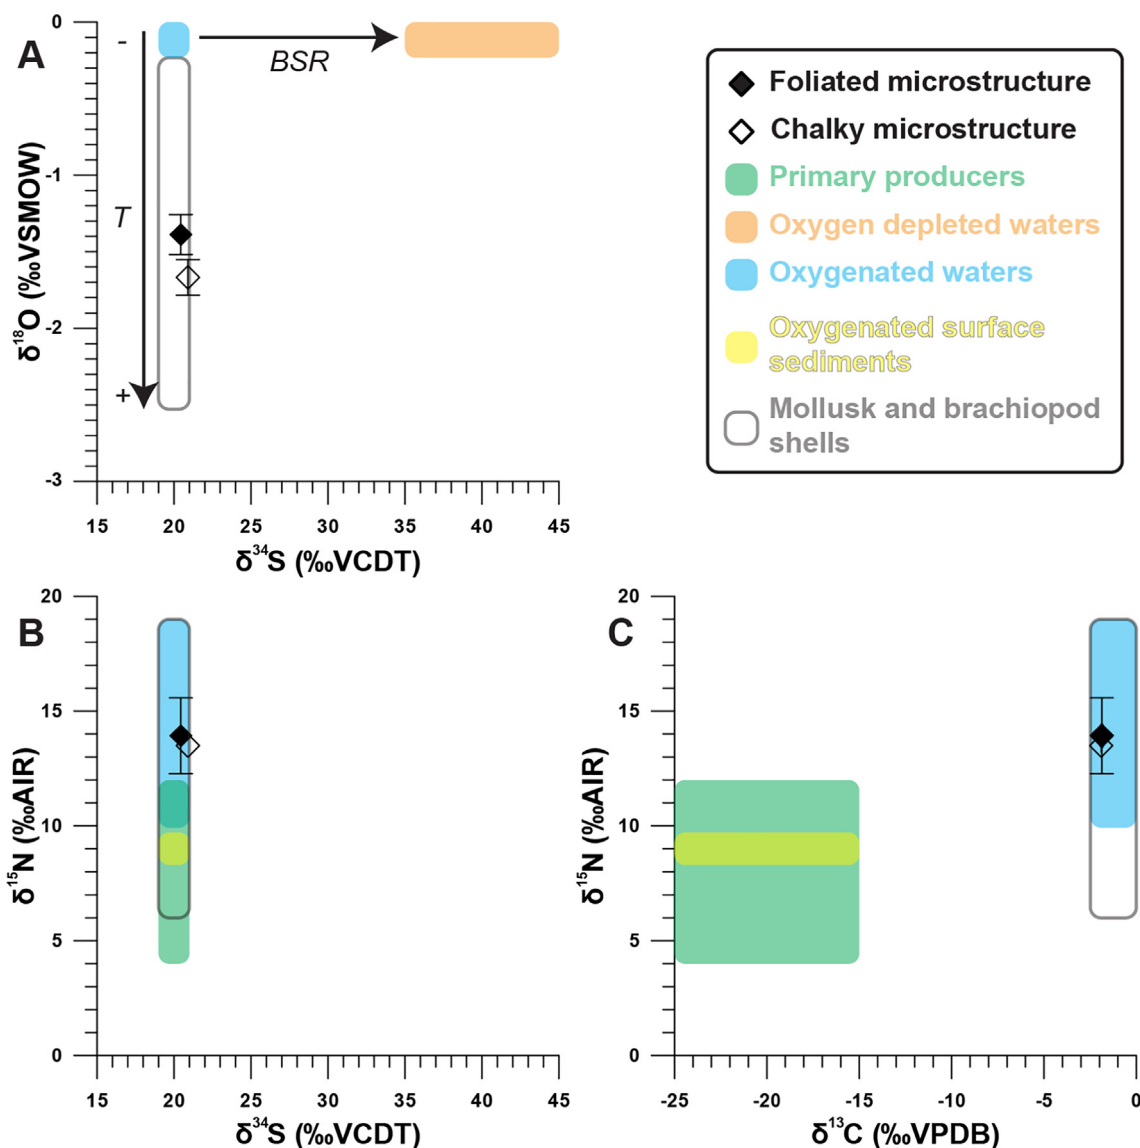 A
0
-1
-2
-3
δ¹⁸O (‰VSMOW)
-
T
+
BSR
15 20 25 30 35 40 45
δ³⁴S (‰VCDT)
Foliated microstructure
Chalky microstructure
Primary producers
Oxygen depleted waters
Oxygenated waters
Oxygenated surface
sediments
Mollusk and brachiopod
shells
B
20
15
10
5
0
δ¹⁵N (‰AIR)
15 20 25 30 35 40 45
δ³⁴S (‰VCDT)
C
20
15
10
5
0
δ¹⁵N (‰AIR)
-25 -20 -15 -10 -5 0
δ¹³C (‰VPDB)